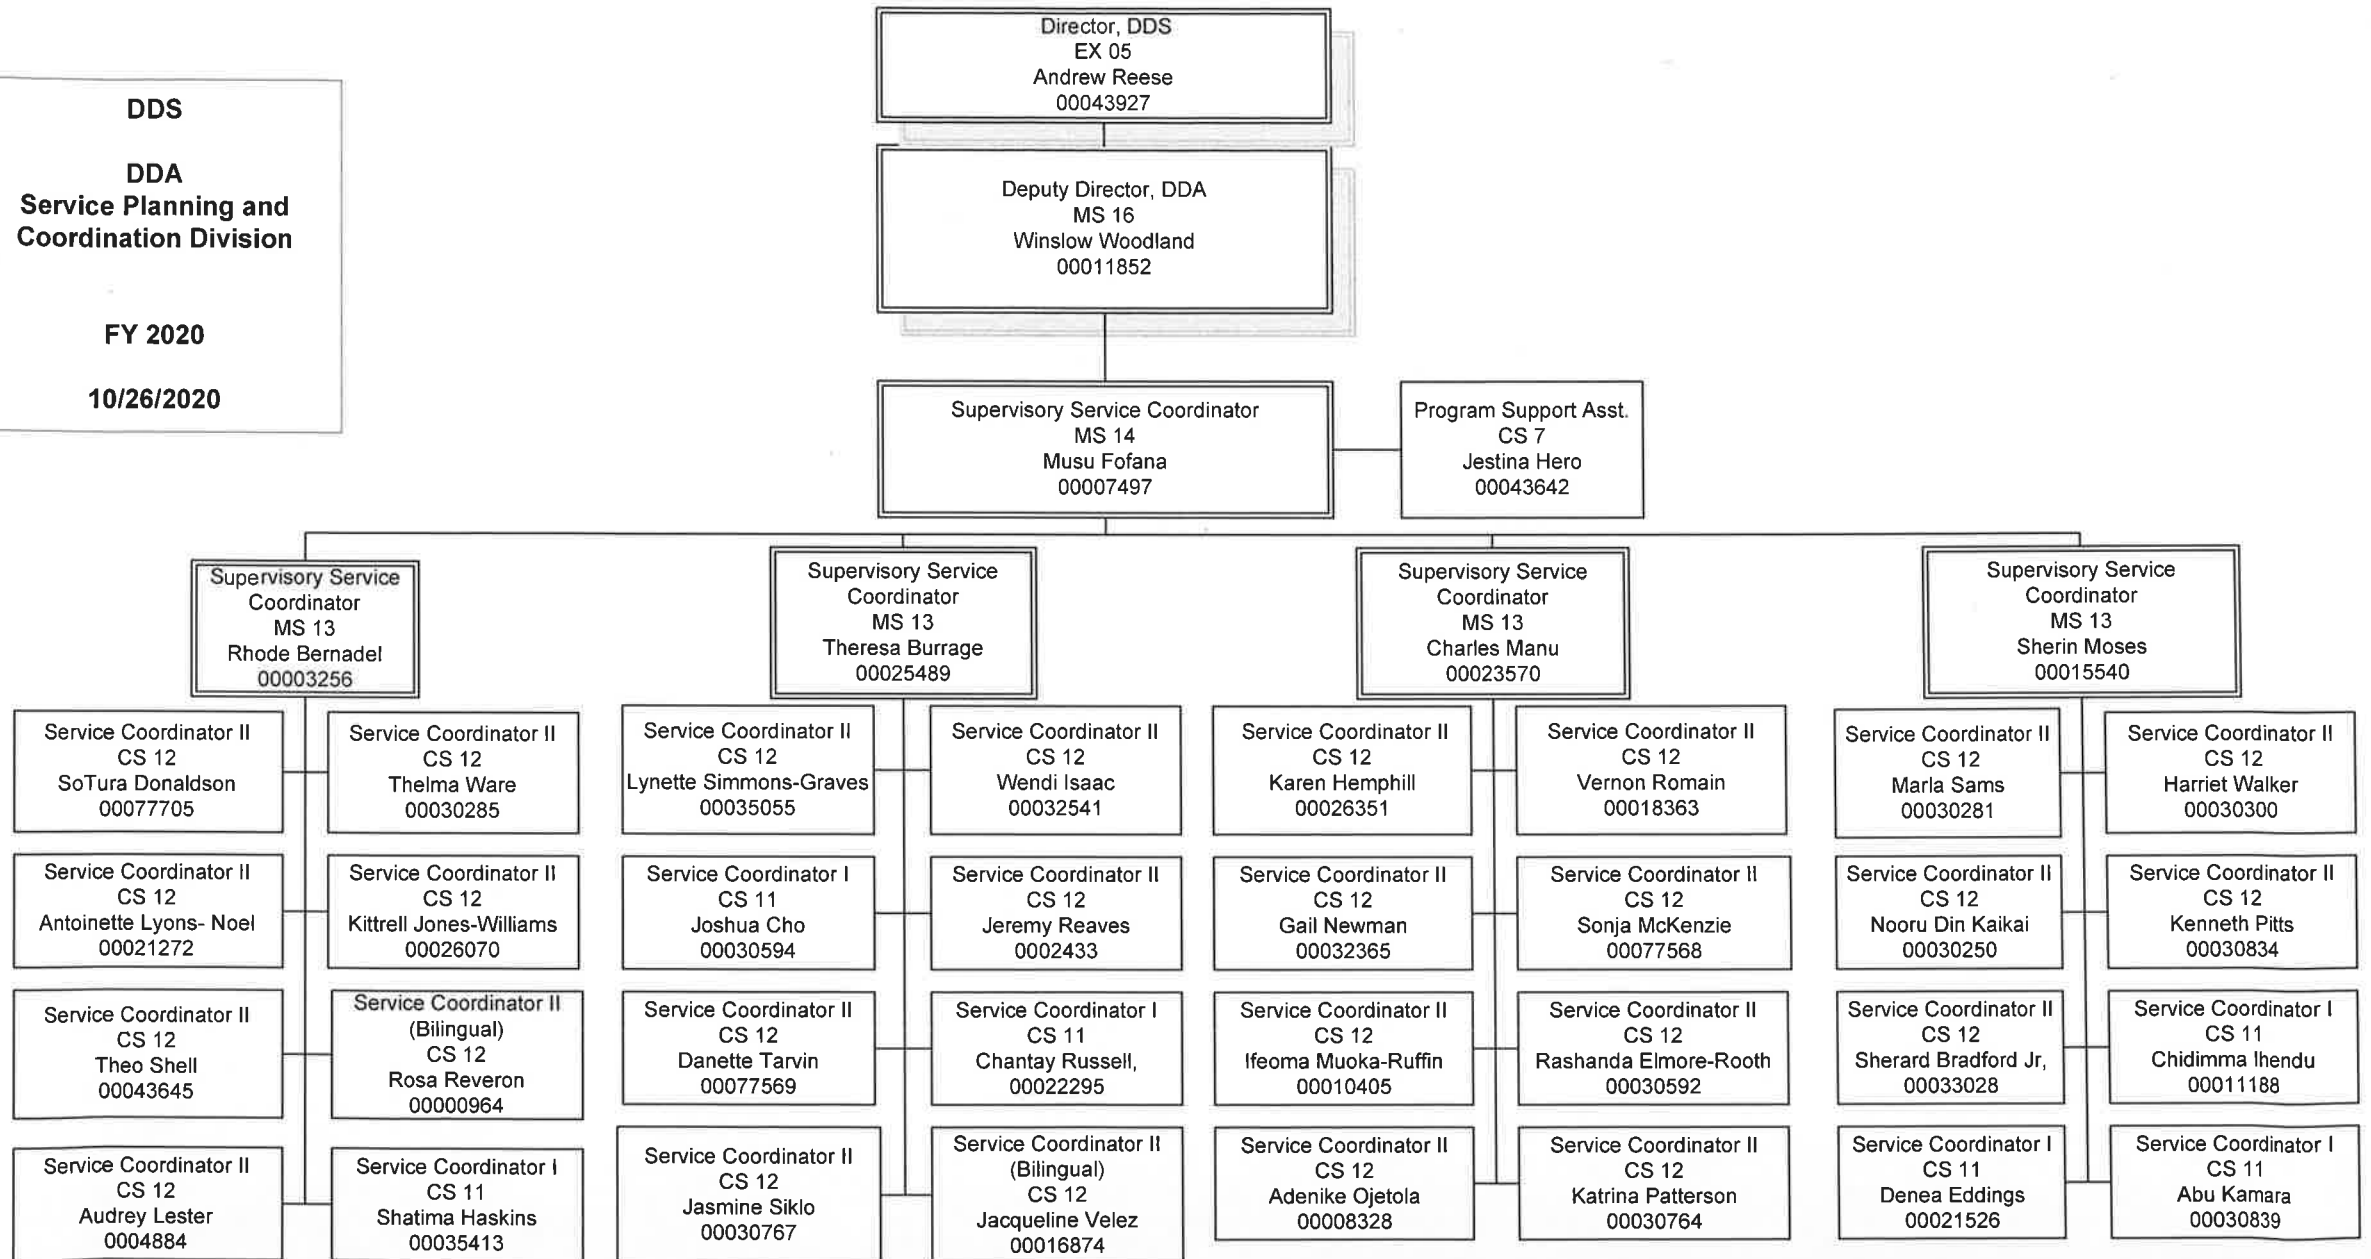 DDS
DDA
Service Planning and
Coordination Division
FY 2020
10/26/2020
Director, DDS
EX 05
Andrew Reese
00043927
Deputy Director, DDA
MS 16
Winslow Woodland
00011852
Supervisory Service Coordinator
MS 14
Musu Fofana
00007497
Program Support Asst.
CS 7
Jestina Hero
00043642
Supervisory Service
Coordinator
MS 13
Rhode Bernadel
00003256
Supervisory Service
Coordinator
MS 13
Theresa Burrage
00025489
Supervisory Service
Coordinator
MS 13
Charles Manu
00023570
Supervisory Service
Coordinator
MS 13
Sherin Moses
00015540
Service Coordinator II
CS 12
SoTura Donaldson
00077705
Service Coordinator II
CS 12
Thelma Ware
00030285
Service Coordinator II
CS 12
Lynette Simmons-Graves
00035055
Service Coordinator II
CS 12
Wendi Isaac
00032541
Service Coordinator II
CS 12
Karen Hemphill
00026351
Service Coordinator II
CS 12
Vernon Romain
00018363
Service Coordinator II
CS 12
Marla Sams
00030281
Service Coordinator II
CS 12
Harriet Walker
00030300
Service Coordinator II
CS 12
Antoinette Lyons- Noel
00021272
Service Coordinator II
CS 12
Kittrell Jones-Williams
00026070
Service Coordinator I
CS 11
Joshua Cho
00030594
Service Coordinator II
CS 12
Jeremy Reaves
0002433
Service Coordinator II
CS 12
Gail Newman
00032365
Service Coordinator II
CS 12
Sonja McKenzie
00077568
Service Coordinator II
CS 12
Nooru Din Kaikai
00030250
Service Coordinator II
CS 12
Kenneth Pitts
00030834
Service Coordinator II
CS 12
Theo Shell
00043645
Service Coordinator II
(Bilingual)
CS 12
Rosa Reveron
00000964
Service Coordinator II
CS 12
Danette Tarvin
00077569
Service Coordinator I
CS 11
Chantay Russell,
00022295
Service Coordinator II
CS 12
Ifeoma Muoka-Ruffin
00010405
Service Coordinator II
CS 12
Rashanda Elmore-Rooth
00030592
Service Coordinator II
CS 12
Sherard Bradford Jr,
00033028
Service Coordinator I
CS 11
Chidimma Ihendu
00011188
Service Coordinator II
CS 12
Audrey Lester
0004884
Service Coordinator I
CS 11
Shatima Haskins
00035413
Service Coordinator II
CS 12
Jasmine Siklo
00030767
Service Coordinator II
(Bilingual)
CS 12
Jacqueline Velez
00016874
Service Coordinator II
CS 12
Adenike Ojetola
00008328
Service Coordinator II
CS 12
Katrina Patterson
00030764
Service Coordinator I
CS 11
Denea Eddings
00021526
Service Coordinator I
CS 11
Abu Kamara
00030839